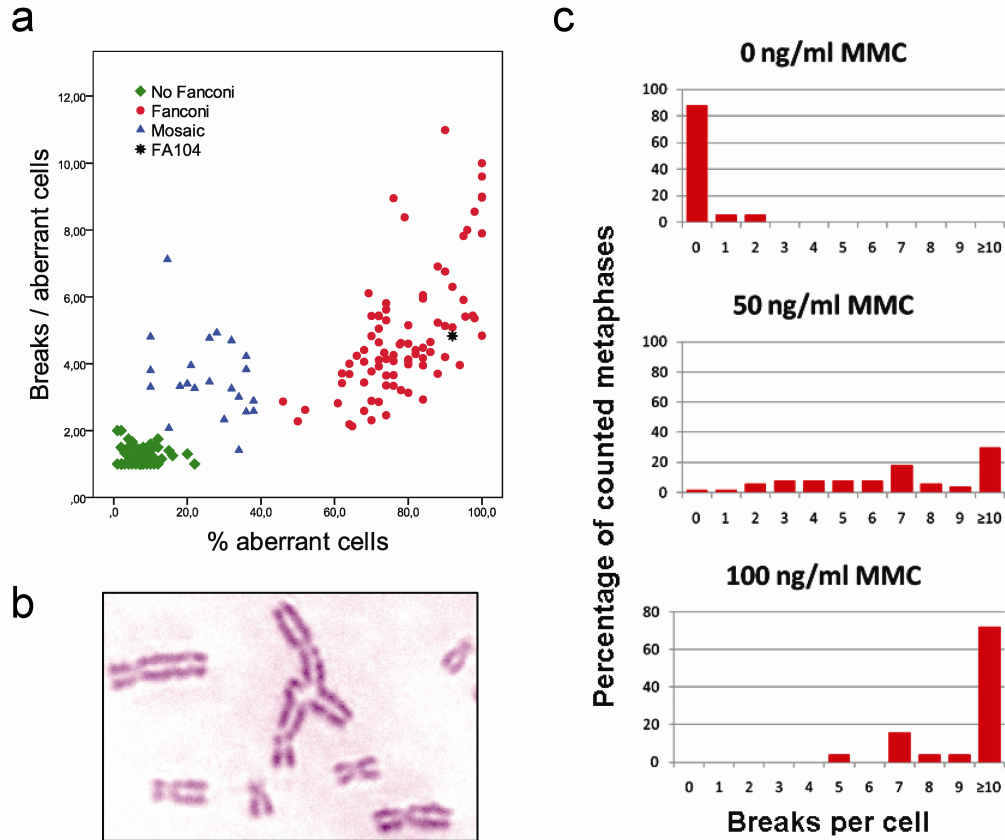 a
Breaks / aberrant cells
12,00
10,00
8,00
6,00
4,00
2,00
,00
No Fanconi
Fanconi
Mosaic
FA104
,0 20,0 40,0 60,0 80,0 100,0
% aberrant cells
b
c
Percentage of counted metaphases
0 ng/ml MMC
100
80
60
40
20
0
0 1 2 3 4 5 6 7 8 9 ≥10
50 ng/ml MMC
100
80
60
40
20
0
0 1 2 3 4 5 6 7 8 9 ≥10
100 ng/ml MMC
80
60
40
20
0
0 1 2 3 4 5 6 7 8 9 ≥10
Breaks per cell